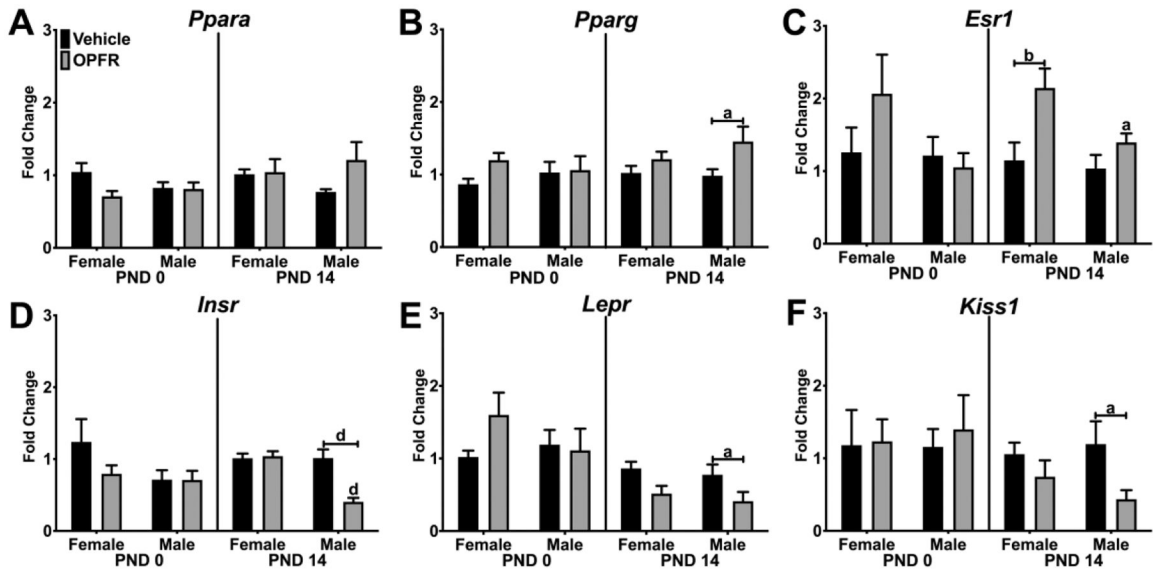 A
Ppara
Vehicle
OPFR
Fold Change
3
2
1
0
Female
Male
Female
Male
PND 0
PND 14
B
Pparg
Fold Change
3
2
1
0
a
Female
Male
Female
Male
PND 0
PND 14
C
Esr1
Fold Change
3
2
1
0
b
a
Female
Male
Female
Male
PND 0
PND 14
D
Insr
Fold Change
3
2
1
0
d
d
Female
Male
Female
Male
PND 0
PND 14
E
Lepr
Fold Change
3
2
1
0
a
Female
Male
Female
Male
PND 0
PND 14
F
Kiss1
Fold Change
3
2
1
0
a
Female
Male
Female
Male
PND 0
PND 14